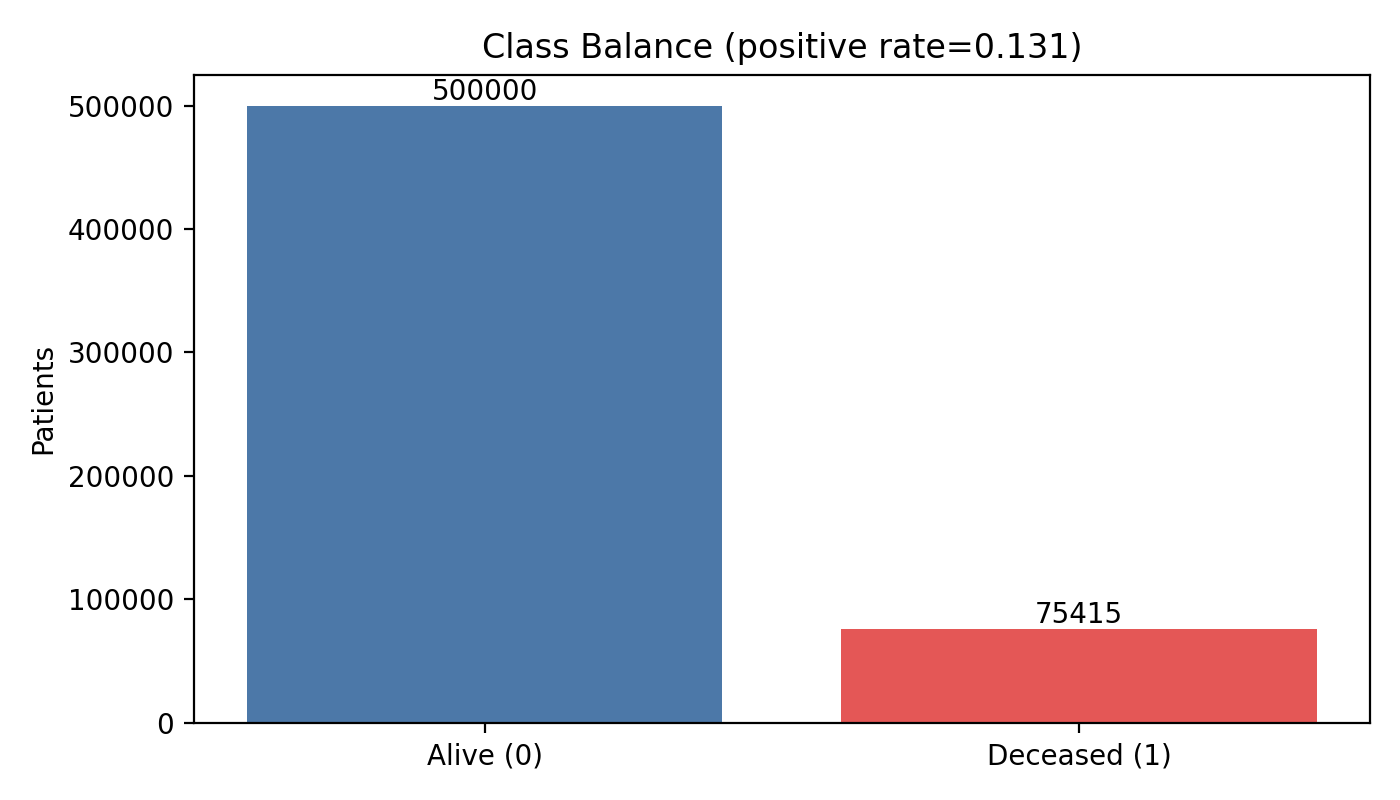 Class Balance (positive rate=0.131)
500000
75415
500000
400000
300000
200000
100000
0
Patients
Alive (0)
Deceased (1)